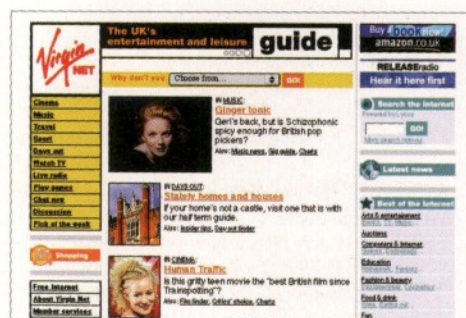 Virgin
NET
The UK's
entertainment and leisure
guide
Buy a book now!
amazon.co.uk
RELEASEradio
Hear it here first
Why don't you: Choose from... GO!
Cinema
Music
Travel
Sport
Days out
Watch TV
Live radio
Play games
Chat now
Discussion
Pick of the week
Shopping
Free Internet
About Virgin Net
Member services
IN MUSIC:
Ginger tonic
Geri's back, but is Schizophonic
spicy enough for British pop
pickers?
Also: Music news, Gig guide, Charts
IN DAYS OUT:
Stately homes and houses
If your home's not a castle, visit one that is with
our half term guide.
Also: Insider tips, Day out finder
IN CINEMA:
Human Traffic
Is this gritty teen movie the "best British film since
Trainspotting"?
Also: Film finder, Critics' choice, Charts
Search the Internet
GO!
Latest news
Best of the Internet
Arts & entertainment
Auctions
Computers & Internet
Education
Fashion & beauty
Food & drink
Fun